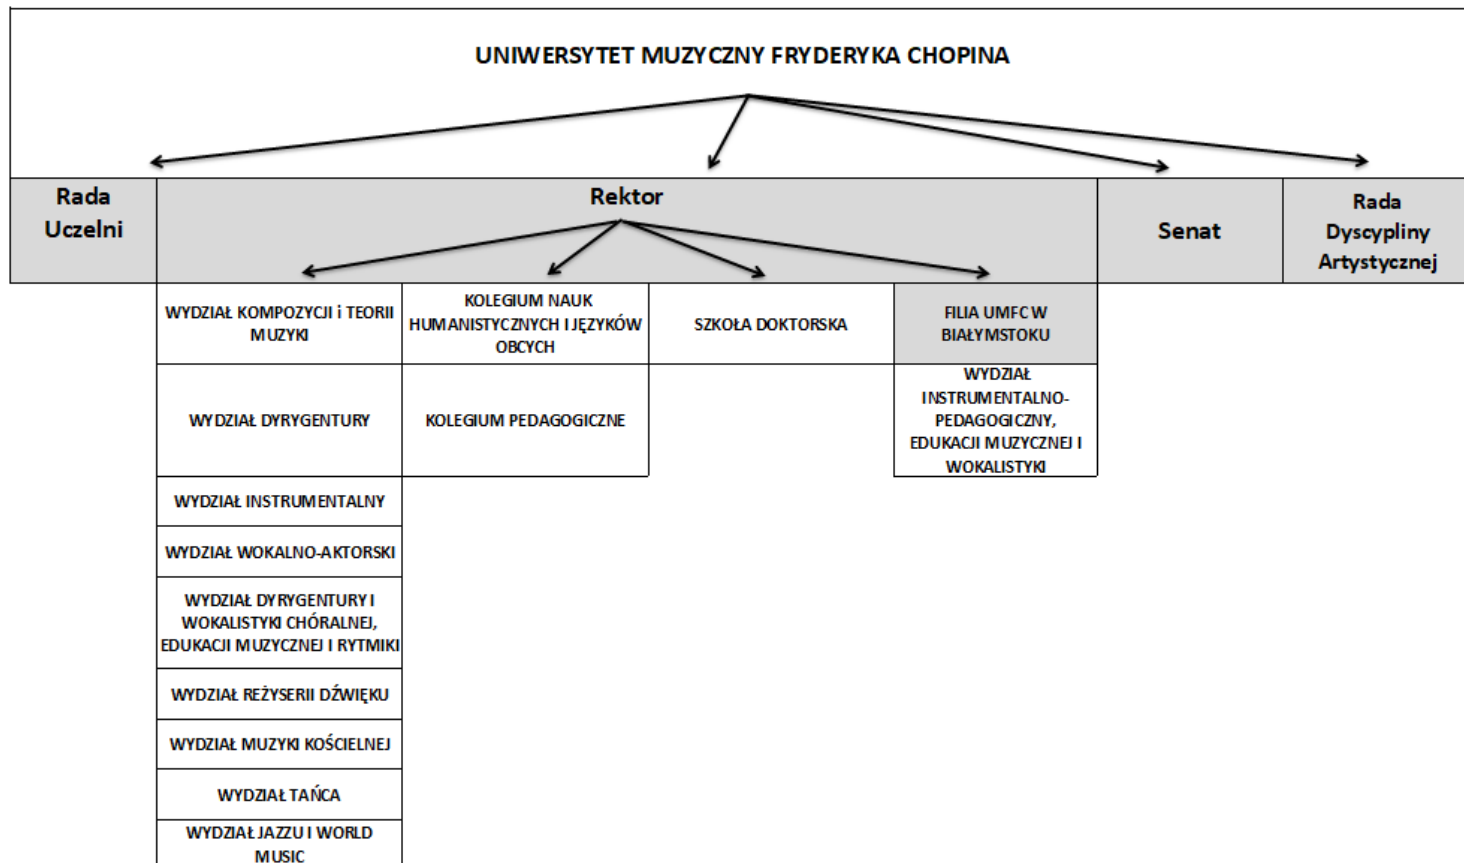 UNIWERSYTET MUZYCZNY FRYDERYKA CHOPINA
Rada
Uczelni
Rektor
Senat
Rada
Dyscypliny
Artystycznej
WYDZIAŁ KOMPOZYCJI i TEORII
MUZYKI
KOLEGIUM NAUK
HUMANISTYCZNYCH I JĘZYKÓW
OBCYCH
SZKOŁA DOKTORSKA
FILIA UMFC W
BIAŁYMSTOKU
WYDZIAŁ DYRYGENTURY
KOLEGIUM PEDAGOGICZNE
WYDZIAŁ
INSTRUMENTALNO-
PEDAGOGICZNY,
EDUKACJI MUZYCZNEJ I
WOKALISTYKI
WYDZIAŁ INSTRUMENTALNY
WYDZIAŁ WOKALNO-AKTORSKI
WYDZIAŁ DYRYGENTURY I
WOKALISTYKI CHÓRALNEJ,
EDUKACJI MUZYCZNEJ I RYTMIKI
WYDZIAŁ REŻYSERII DŹWIĘKU
WYDZIAŁ MUZYKI KOŚCIELNEJ
WYDZIAŁ TAŃCA
WYDZIAŁ JAZZU I WORLD
MUSIC